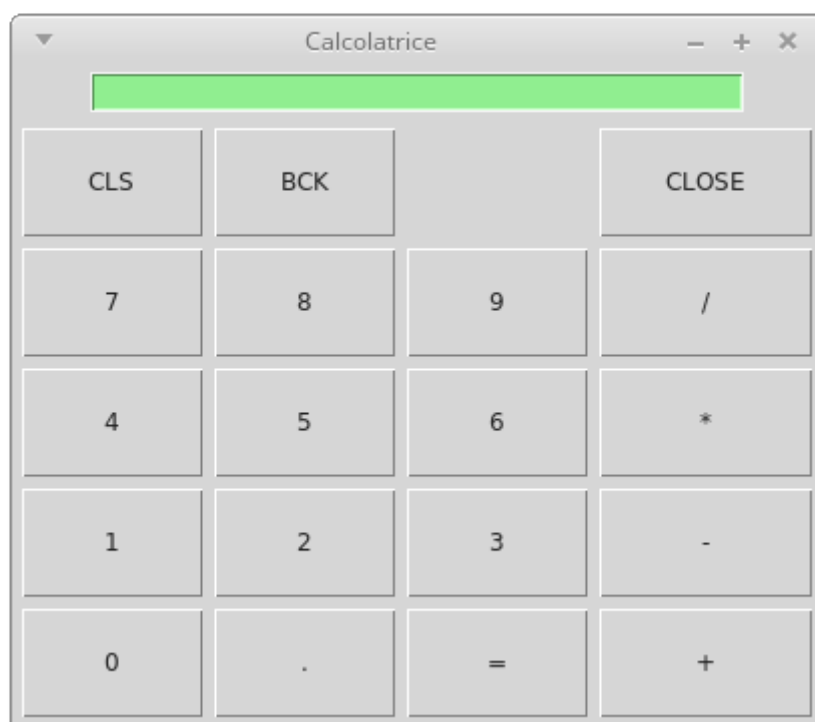 Calcolatrice
CLS BCK CLOSE
7 8 9 /
4 5 6 *
1 2 3 -
0 . = +